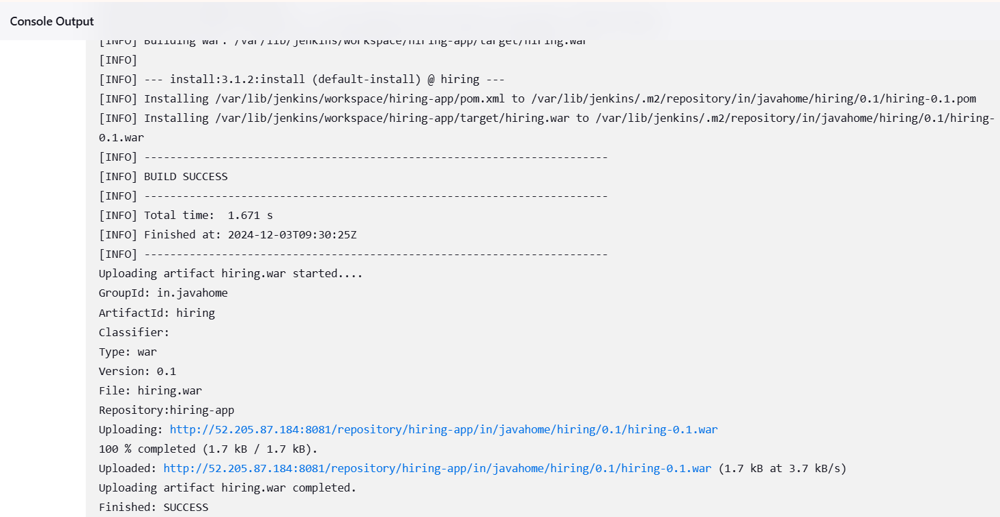 Console Output
[INFO] Building war: /var/lib/jenkins/workspace/hiring-app/target/hiring.war
[INFO]
[INFO] --- install:3.1.2:install (default-install) @ hiring ---
[INFO] Installing /var/lib/jenkins/workspace/hiring-app/pom.xml to /var/lib/jenkins/.m2/repository/in/javahome/hiring/0.1/hiring-0.1.pom
[INFO] Installing /var/lib/jenkins/workspace/hiring-app/target/hiring.war to /var/lib/jenkins/.m2/repository/in/javahome/hiring/0.1/hiring-
0.1.war
[INFO] ------------------------------------------------------------------------
[INFO] BUILD SUCCESS
[INFO] ------------------------------------------------------------------------
[INFO] Total time:  1.671 s
[INFO] Finished at: 2024-12-03T09:30:25Z
[INFO] ------------------------------------------------------------------------
Uploading artifact hiring.war started....
GroupId: in.javahome
ArtifactId: hiring
Classifier:
Type: war
Version: 0.1
File: hiring.war
Repository:hiring-app
Uploading: http://52.205.87.184:8081/repository/hiring-app/in/javahome/hiring/0.1/hiring-0.1.war
100 % completed (1.7 kB / 1.7 kB).
Uploaded: http://52.205.87.184:8081/repository/hiring-app/in/javahome/hiring/0.1/hiring-0.1.war (1.7 kB at 3.7 kB/s)
Uploading artifact hiring.war completed.
Finished: SUCCESS